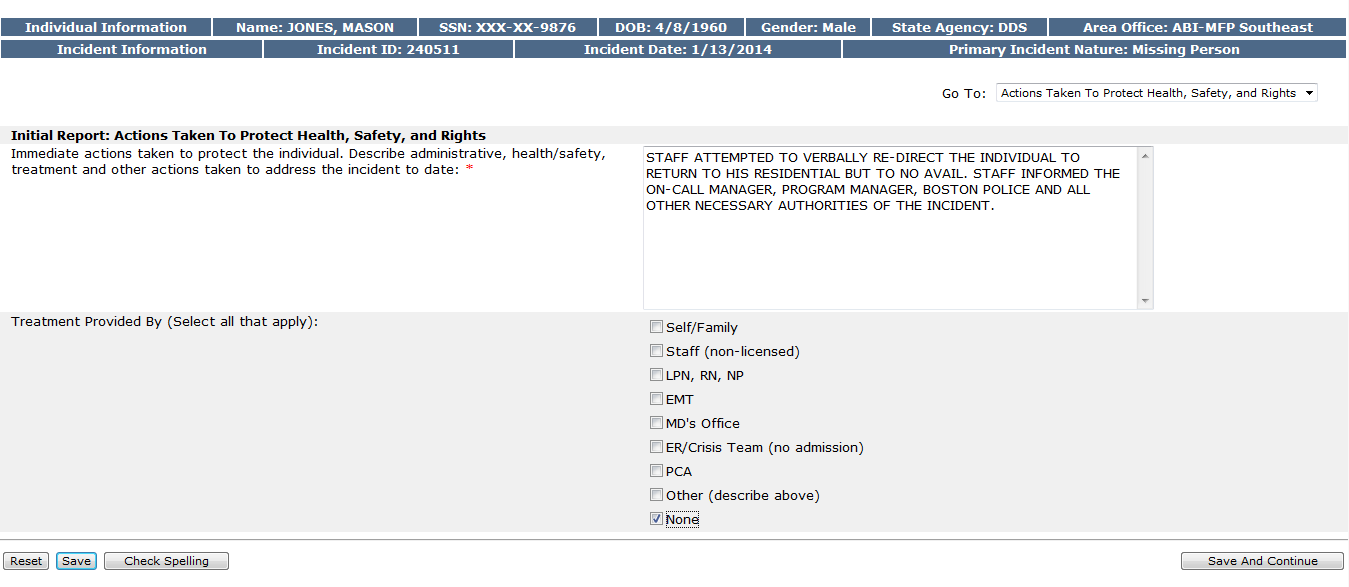 Individual Information Name: JONES, MASON SSN: XXX-XX-9876 DOB: 4/8/1960 Gender: Male State Agency: DDS Area Office: ABI-MFP Southeast
Incident Information Incident ID: 240511 Incident Date: 1/13/2014 Primary Incident Nature: Missing Person
Go To: Actions Taken To Protect Health, Safety, and Rights
Initial Report: Actions Taken To Protect Health, Safety, and Rights
Immediate actions taken to protect the individual. Describe administrative, health/safety,
treatment and other actions taken to address the incident to date: *
STAFF ATTEMPTED TO VERBALLY RE-DIRECT THE INDIVIDUAL TO
RETURN TO HIS RESIDENTIAL BUT TO NO AVAIL. STAFF INFORMED THE
ON-CALL MANAGER, PROGRAM MANAGER, BOSTON POLICE AND ALL
OTHER NECESSARY AUTHORITIES OF THE INCIDENT.
Treatment Provided By (Select all that apply):
Self/Family
Staff (non-licensed)
LPN, RN, NP
EMT
MD's Office
ER/Crisis Team (no admission)
PCA
Other (describe above)
None
Reset Save Check Spelling Save And Continue